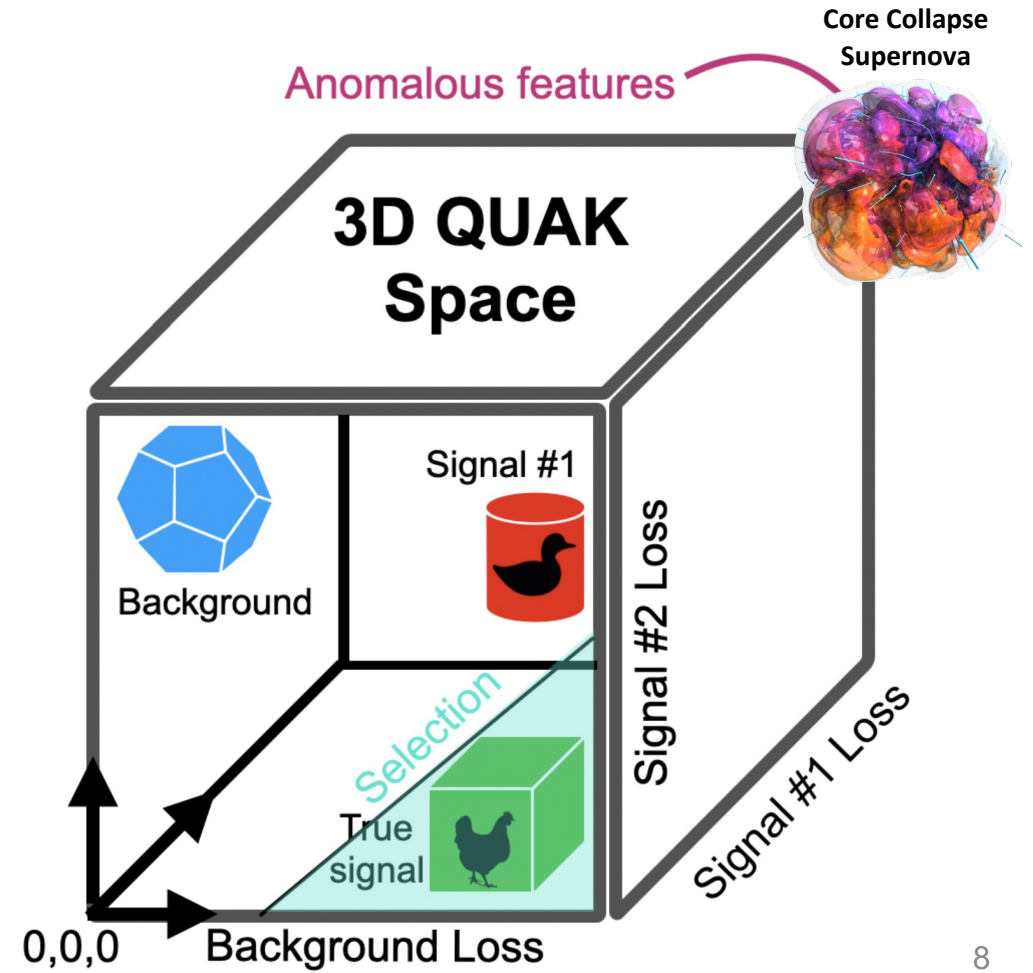 Core Collapse
Supernova
Anomalous features
3D QUAK
Space
Signal #1
Background
Signal #2 Loss
Selection
True
signal
Signal #1 Loss
0,0,0
Background Loss
8